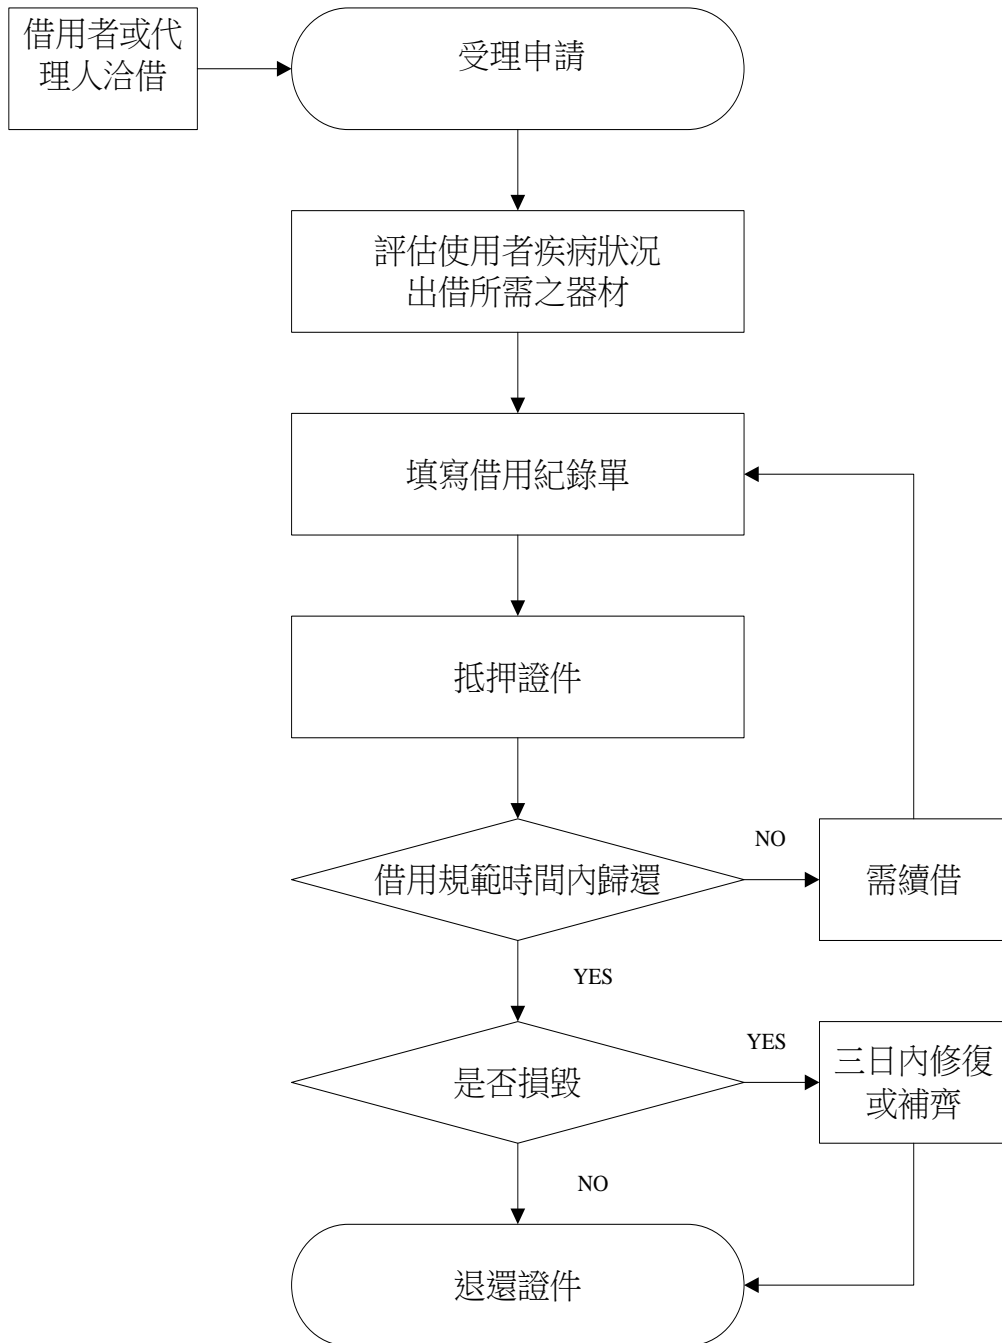 借用者或代
理人洽借
受理申請
評估使用者疾病狀況
出借所需之器材
填寫借用紀錄單
抵押證件
借用規範時間內歸還
NO
需續借
YES
是否損毀
YES
三日內修復
或補齊
NO
退還證件